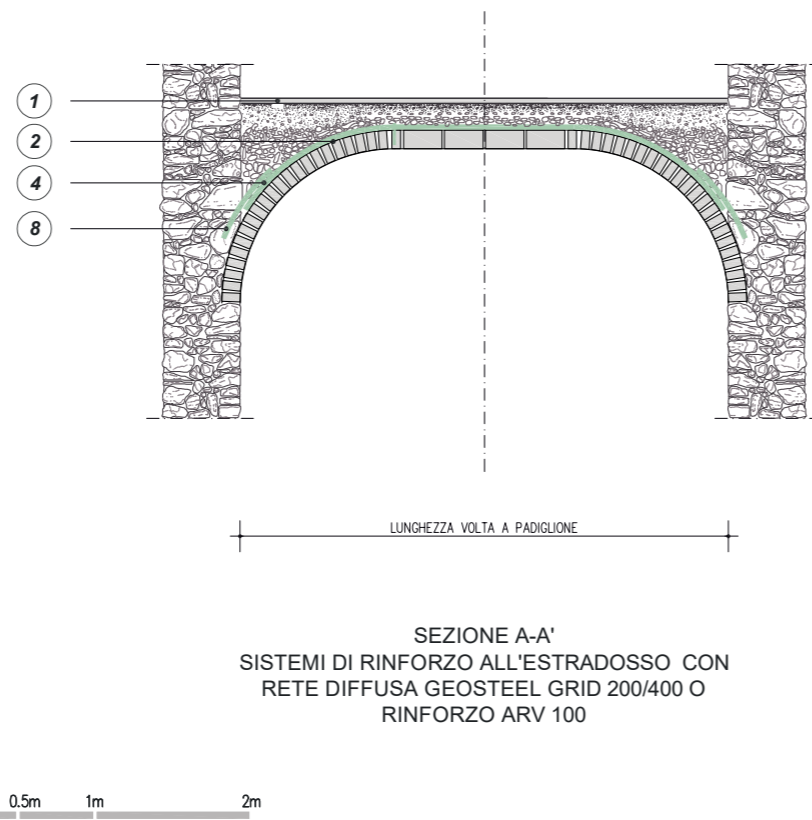 1
2
4
8
LUNGHEZZA VOLTA A PADIGLIONE
SEZIONE A-A'
SISTEMI DI RINFORZO ALL'ESTRADOSSO CON
RETE DIFFUSA GEOSTEEL GRID 200/400 O
RINFORZO ARV 100
0.5m 1m 2m